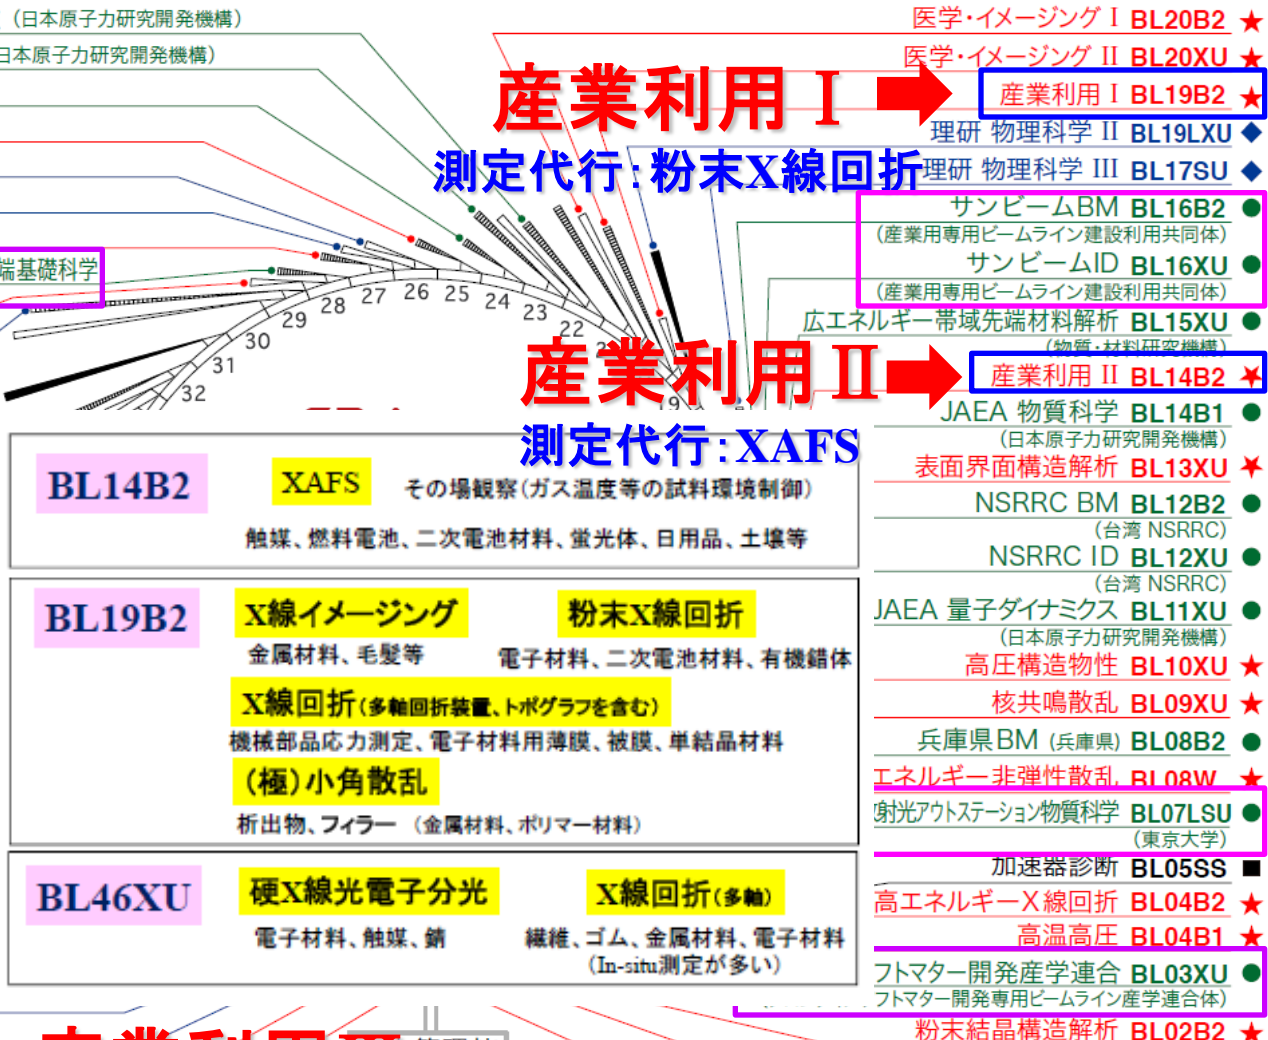 （日本原子力研究開発機構）
日本原子力研究開発機構）
端基礎科学
医学・イメージング I BL20B2 ★
医学・イメージング II BL20XU ★
産業利用 I BL19B2 ★
理研 物理科学 II BL19LXU ◆
理研 物理科学 III BL17SU ◆
サンビームBM BL16B2 ●
（産業用専用ビームライン建設利用共同体）
サンビームID BL16XU ●
（産業用専用ビームライン建設利用共同体）
広エネルギー帯域先端材料解析 BL15XU ●
（物質・材料研究機構）
産業利用 II BL14B2 ★
JAEA 物質科学 BL14B1 ●
（日本原子力研究開発機構）
表面界面構造解析 BL13XU ★
NSRRC BM BL12B2 ●
（台湾 NSRRC）
NSRRC ID BL12XU ●
（台湾 NSRRC）
JAEA 量子ダイナミクス BL11XU ●
（日本原子力研究開発機構）
高圧構造物性 BL10XU ★
核共鳴散乱 BL09XU ★
兵庫県BM (兵庫県) BL08B2 ●
エネルギー非弾性散乱 BL08W ★
射光アウトステーション物質科学 BL07LSU ●
（東京大学）
加速器診断 BL05SS ■
高エネルギーX線回折 BL04B2 ★
高温高圧 BL04B1 ★
フトマター開発産学連合 BL03XU ●
フトマター開発専用ビームライン産学連合体）
粉末結晶構造解析 BL02B2 ★
産業利用Ⅰ
測定代行：粉末X線回折
産業利用Ⅱ
測定代行：XAFS
32
31
30
29
28
27
26
25
24
23
22
19
BL14B2
XAFS その場観察（ガス温度等の試料環境制御）
触媒、燃料電池、二次電池材料、蛍光体、日用品、土壌等
BL19B2
X線イメージング 粉末X線回折
金属材料、毛髪等 電子材料、二次電池材料、有機錯体
X線回折（多軸回折装置、トポグラフを含む）
機械部品応力測定、電子材料用薄膜、被膜、単結晶材料
（極）小角散乱
析出物、フィラー （金属材料、ポリマー材料）
BL46XU
硬X線光電子分光 X線回折（多軸）
電子材料、触媒、錆 繊維、ゴム、金属材料、電子材料
（In-situ測定が多い）